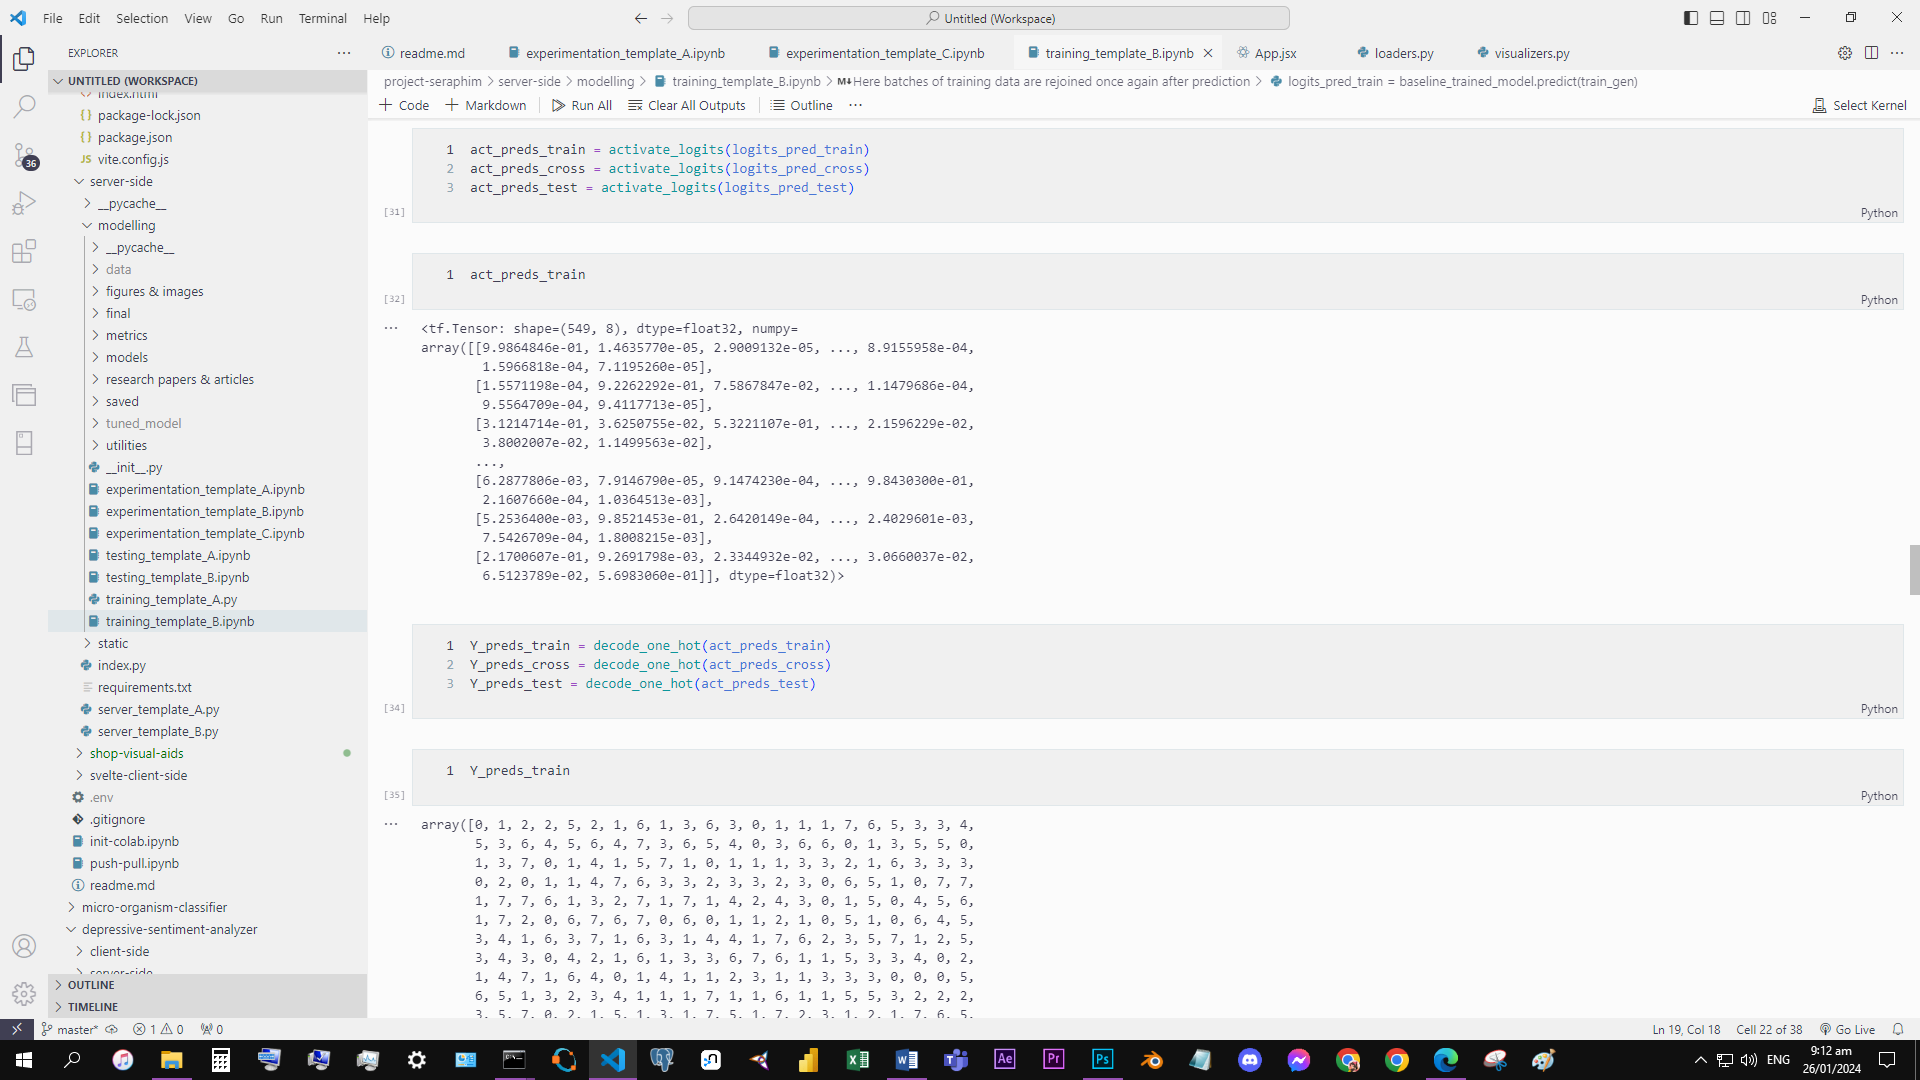 File Edit Selection View Go Run Terminal Help
Untitled (Workspace)
EXPLORER
readme.md
experimentation_template_A.ipynb
experimentation_template_C.ipynb
training_template_B.ipynb
App.jsx
loaders.py
visualizers.py
UNTITLED (WORKSPACE)
project-seraphim > server-side > modelling > training_template_B.ipynb > M↓Here batches of training data are rejoined once again after prediction > logits_pred_train = baseline_trained_model.predict(train_gen)
+ Code + Markdown Run All Clear All Outputs Outline ...
Select Kernel
index.html
package-lock.json
package.json
JS vite.config.js
server-side
__pycache__
modelling
__pycache__
data
figures & images
final
metrics
models
research papers & articles
saved
tuned_model
utilities
__init__.py
experimentation_template_A.ipynb
experimentation_template_B.ipynb
experimentation_template_C.ipynb
testing_template_A.ipynb
testing_template_B.ipynb
training_template_A.py
training_template_B.ipynb
static
index.py
requirements.txt
server_template_A.py
server_template_B.py
shop-visual-aids
svelte-client-side
.env
.gitignore
init-colab.ipynb
push-pull.ipynb
readme.md
micro-organism-classifier
depressive-sentiment-analyzer
client-side
server-side
OUTLINE
TIMELINE
36
1 act_preds_train = activate_logits(logits_pred_train)
2 act_preds_cross = activate_logits(logits_pred_cross)
3 act_preds_test = activate_logits(logits_pred_test)
[31]
Python
1 act_preds_train
[32]
Python
<tf.Tensor: shape=(549, 8), dtype=float32, numpy=
array([[9.9864846e-01, 1.4635770e-05, 2.9009132e-05, ..., 8.9155958e-04,
1.5966818e-04, 7.1195260e-05],
[1.5571198e-04, 9.2262292e-01, 7.5867847e-02, ..., 1.1479686e-04,
9.5564709e-04, 9.4117713e-05],
[3.1214714e-01, 3.6250755e-02, 5.3221107e-01, ..., 2.1596229e-02,
3.8002007e-02, 1.1499563e-02],
...,
[6.2877806e-03, 7.9146790e-05, 9.1474230e-04, ..., 9.8430300e-01,
2.1607660e-04, 1.0364513e-03],
[5.2536400e-03, 9.8521453e-01, 2.6420149e-04, ..., 2.4029601e-03,
7.5426709e-04, 1.8008215e-03],
[2.1700607e-01, 9.2691798e-03, 2.3344932e-02, ..., 3.0660037e-02,
6.5123789e-02, 5.6983060e-01]], dtype=float32)>
1 Y_preds_train = decode_one_hot(act_preds_train)
2 Y_preds_cross = decode_one_hot(act_preds_cross)
3 Y_preds_test = decode_one_hot(act_preds_test)
[34]
Python
1 Y_preds_train
[35]
Python
array([0, 1, 2, 2, 5, 2, 1, 6, 1, 3, 6, 3, 0, 1, 1, 1, 7, 6, 5, 3, 3, 4,
5, 3, 6, 4, 5, 6, 4, 7, 3, 6, 5, 4, 0, 3, 6, 6, 0, 1, 3, 5, 5, 0,
1, 3, 7, 0, 1, 4, 1, 5, 7, 1, 0, 1, 1, 1, 3, 3, 2, 1, 6, 3, 3, 3,
0, 2, 0, 1, 1, 4, 7, 6, 3, 3, 2, 3, 3, 2, 3, 0, 6, 5, 1, 0, 7, 7,
1, 7, 7, 6, 1, 3, 2, 7, 1, 7, 1, 4, 2, 4, 3, 0, 1, 5, 0, 4, 5, 6,
1, 7, 2, 0, 6, 7, 6, 7, 0, 6, 0, 1, 1, 2, 1, 0, 5, 1, 0, 6, 4, 5,
3, 4, 1, 6, 3, 7, 1, 6, 3, 1, 4, 4, 1, 7, 6, 2, 3, 5, 7, 1, 2, 5,
3, 4, 3, 0, 4, 2, 1, 6, 1, 3, 3, 6, 7, 6, 1, 1, 5, 3, 3, 4, 0, 2,
1, 4, 7, 1, 6, 4, 0, 1, 4, 1, 1, 2, 3, 1, 1, 3, 3, 3, 0, 0, 0, 5,
6, 5, 1, 3, 2, 3, 4, 1, 1, 1, 7, 1, 1, 6, 1, 1, 5, 5, 3, 2, 2, 2,
3, 5, 7, 0, 2, 1, 5, 1, 3, 1, 7, 5, 1, 7, 2, 3, 1, 2, 1, 7, 6, 5,
master* 1 0 0
Ln 19, Col 18 Cell 22 of 38 Go Live
ENG
9:12 am
26/01/2024